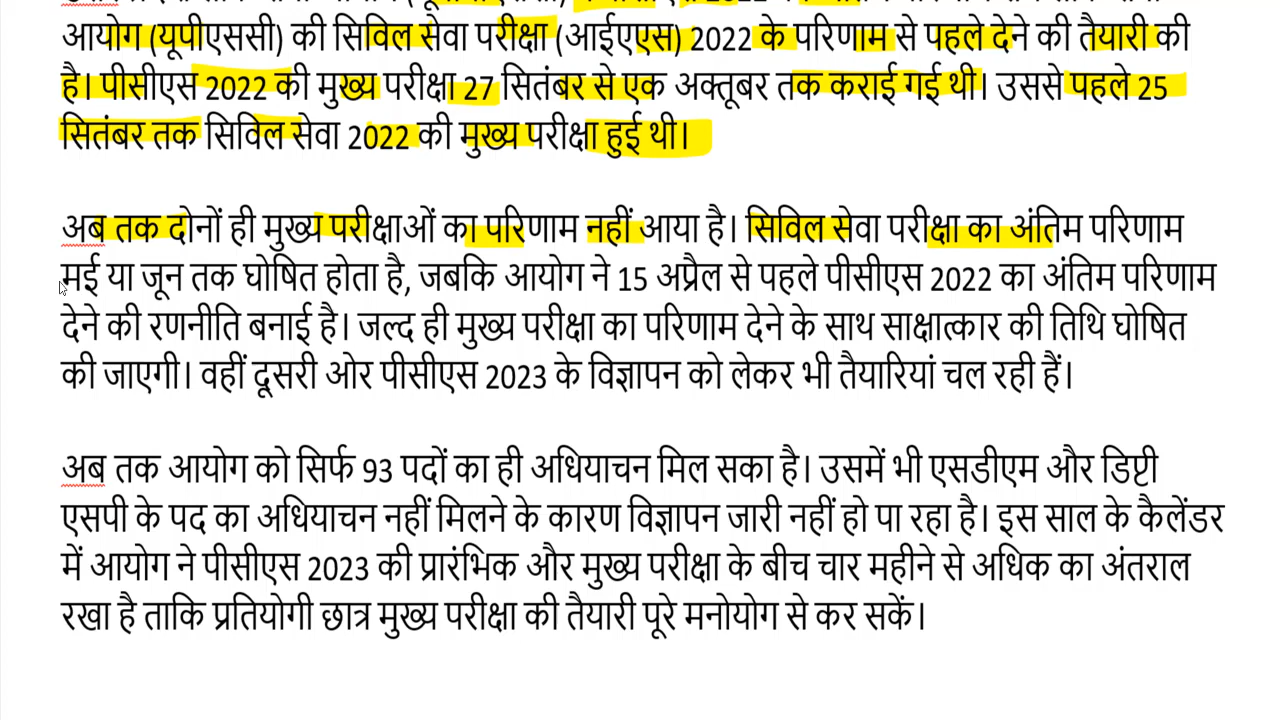 आयोग (यूपीएससी) की सिविल सेवा परीक्षा (आईएएस) 2022 के परिणाम से पहले देने की तैयारी की
है। पीसीएस 2022 की मुख्य परीक्षा 27 सितंबर से एक अक्तूबर तक कराई गई थी। उससे पहले 25
सितंबर तक सिविल सेवा 2022 की मुख्य परीक्षा हुई थी।
अब तक दोनों ही मुख्य परीक्षाओं का परिणाम नहीं आया है। सिविल सेवा परीक्षा का अंतिम परिणाम
मई या जून तक घोषित होता है, जबकि आयोग ने 15 अप्रैल से पहले पीसीएस 2022 का अंतिम परिणाम
देने की रणनीति बनाई है। जल्द ही मुख्य परीक्षा का परिणाम देने के साथ साक्षात्कार की तिथि घोषित
की जाएगी। वहीं दूसरी ओर पीसीएस 2023 के विज्ञापन को लेकर भी तैयारियां चल रही हैं।
अब तक आयोग को सिर्फ 93 पदों का ही अधियाचन मिल सका है। उसमें भी एसडीएम और डिप्टी
एसपी के पद का अधियाचन नहीं मिलने के कारण विज्ञापन जारी नहीं हो पा रहा है। इस साल के कैलेंडर
में आयोग ने पीसीएस 2023 की प्रारंभिक और मुख्य परीक्षा के बीच चार महीने से अधिक का अंतराल
रखा है ताकि प्रतियोगी छात्र मुख्य परीक्षा की तैयारी पूरे मनोयोग से कर सकें।